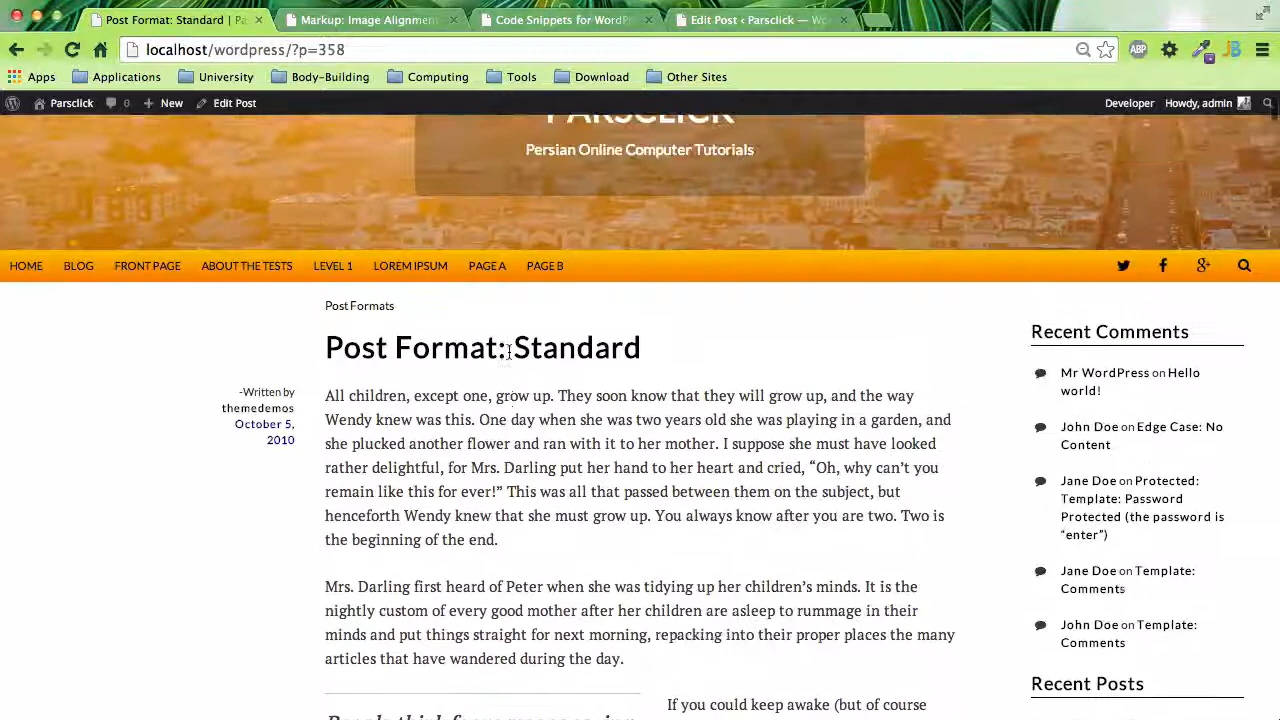 Post Format: Standard | Pa
Markup: Image Alignment
Code Snippets for WordPr
Edit Post ‹ Parsclick — Wo
localhost/wordpress/?p=358
ABP
JB
Apps
Applications
University
Body-Building
Computing
Tools
Download
Other Sites
Parsclick
0
New
Edit Post
Developer
Howdy, admin
PARSCLICK
Persian Online Computer Tutorials
HOME
BLOG
FRONT PAGE
ABOUT THE TESTS
LEVEL 1
LOREM IPSUM
PAGE A
PAGE B
Post Formats
Post Format: Standard
-Written by
themedemos
October 5,
2010
All children, except one, grow up. They soon know that they will grow up, and the way
Wendy knew was this. One day when she was two years old she was playing in a garden, and
she plucked another flower and ran with it to her mother. I suppose she must have looked
rather delightful, for Mrs. Darling put her hand to her heart and cried, “Oh, why can’t you
remain like this for ever!” This was all that passed between them on the subject, but
henceforth Wendy knew that she must grow up. You always know after you are two. Two is
the beginning of the end.
Mrs. Darling first heard of Peter when she was tidying up her children’s minds. It is the
nightly custom of every good mother after her children are asleep to rummage in their
minds and put things straight for next morning, repacking into their proper places the many
articles that have wandered during the day.
If you could keep awake (but of course
Recent Comments
Mr WordPress on Hello
world!
John Doe on Edge Case: No
Content
Jane Doe on Protected:
Template: Password
Protected (the password is
“enter”)
Jane Doe on Template:
Comments
John Doe on Template:
Comments
Recent Posts